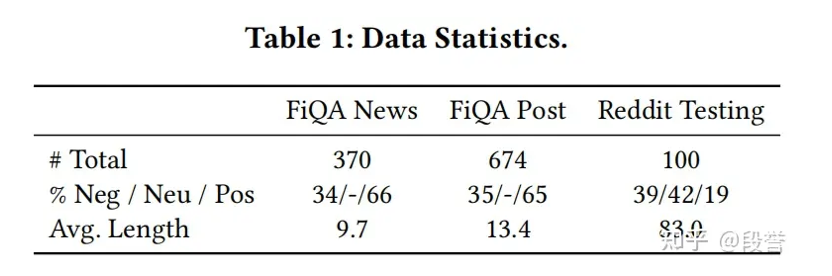 Table 1: Data Statistics.
FiQA News FiQA Post Reddit Testing
# Total 370 674 100
% Neg / Neu / Pos 34/-/66 35/-/65 39/42/19
Avg. Length 9.7 13.4 83.0
知乎 @段誉